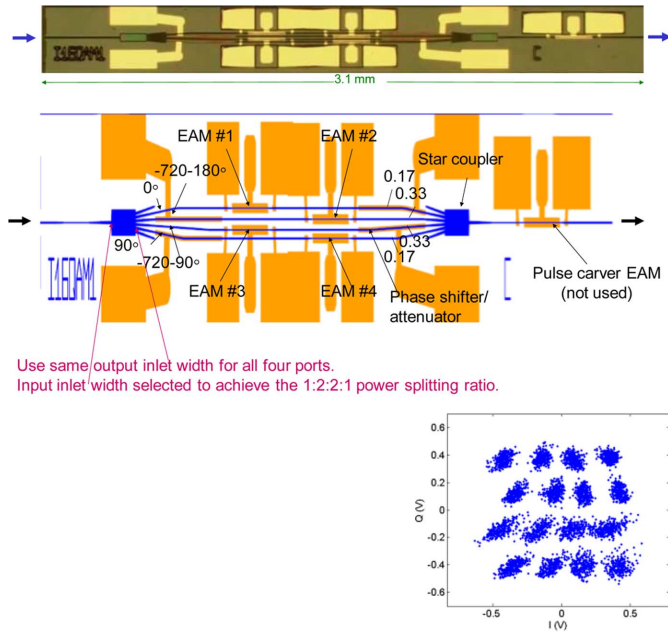 I16QAM1
C
3.1 mm
EAM #1
EAM #2
-720-180°
0°
0.17
0.33
Star coupler
90°
-720-90°
0.33
0.17
I16QAM1
C
EAM #3
EAM #4
Phase shifter/
attenuator
Pulse carver EAM
(not used)
Use same output inlet width for all four ports.
Input inlet width selected to achieve the 1:2:2:1 power splitting ratio.
0.6
0.4
0.2
0
-0.2
-0.4
-0.6
Q (V)
-0.5
0
0.5
I (V)